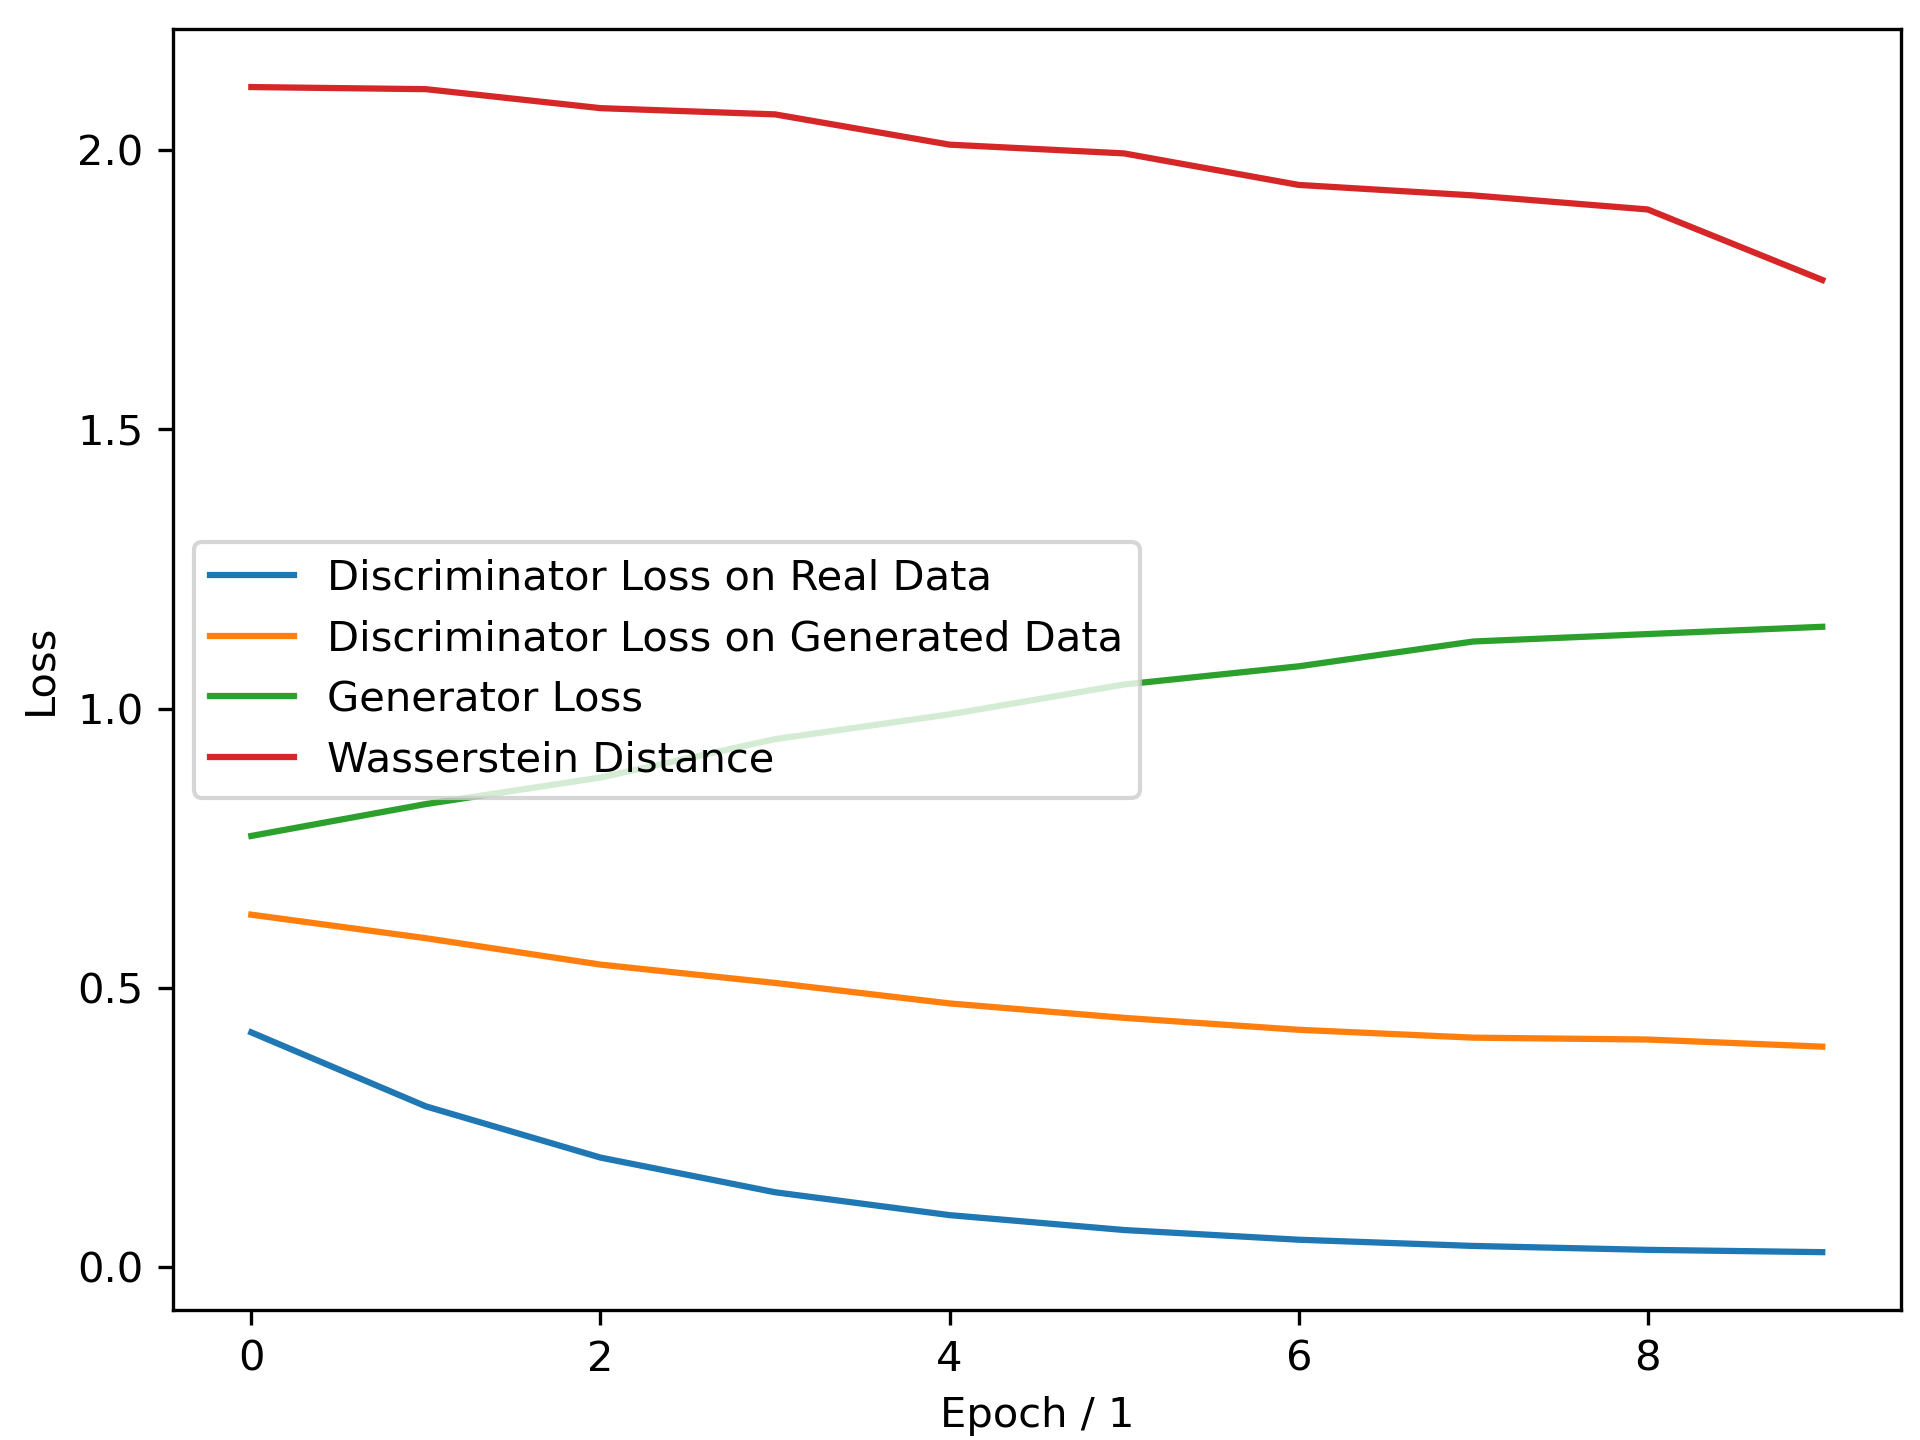 2.0
1.5
1.0
0.5
0.0
Loss
Discriminator Loss on Real Data
Discriminator Loss on Generated Data
Generator Loss
Wasserstein Distance
0 2 4 6 8
Epoch / 1